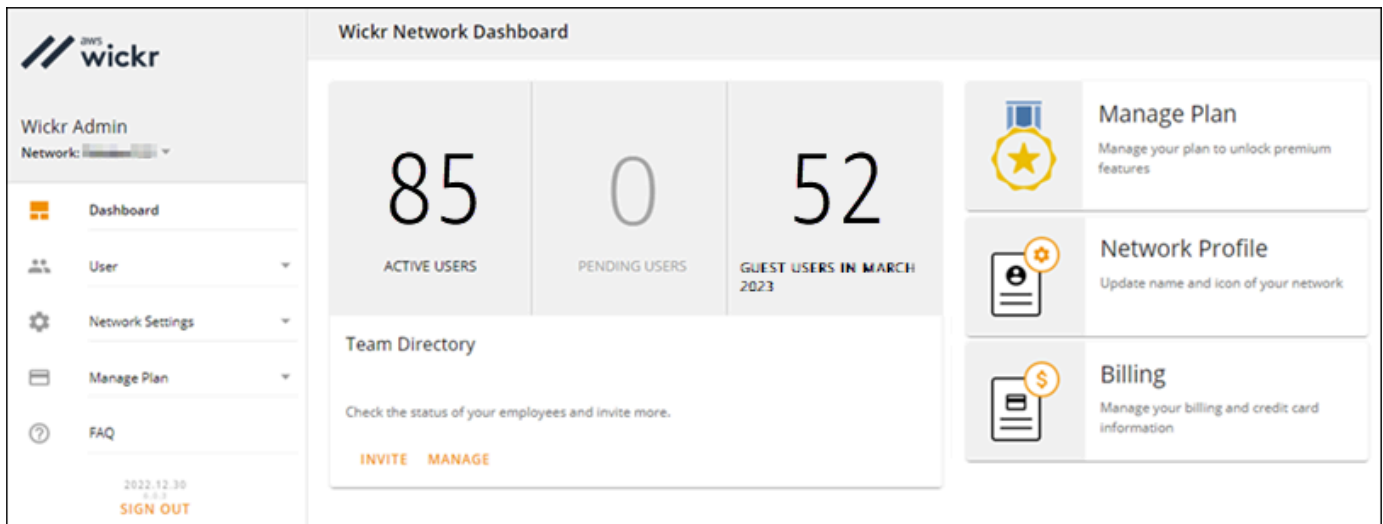 aws
wickr
Wickr Admin
Network:
Dashboard
User
Network Settings
Manage Plan
FAQ
2022.12.30
SIGN OUT
Wickr Network Dashboard
85
ACTIVE USERS
0
PENDING USERS
52
GUEST USERS IN MARCH
2023
Team Directory
Check the status of your employees and invite more.
INVITE MANAGE
Manage Plan
Manage your plan to unlock premium
features
Network Profile
Update name and icon of your network
Billing
Manage your billing and credit card
information